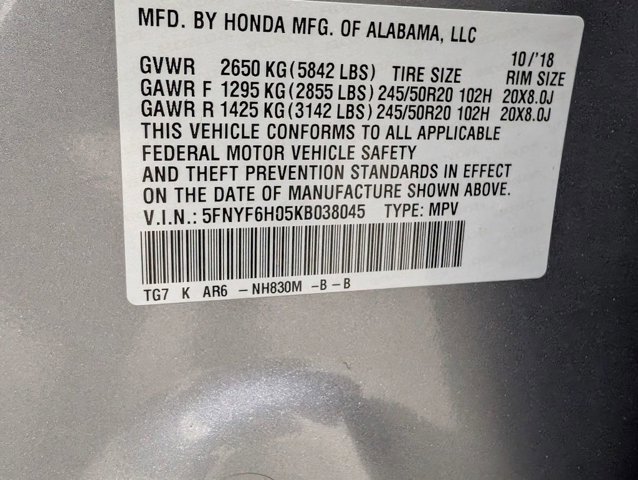 MFD. BY HONDA MFG. OF ALABAMA, LLC
10/'18
GVWR 2650 KG(5842 LBS) TIRE SIZE RIM SIZE
GAWR F 1295 KG(2855 LBS)245/50R20 102H 20X8.0J
GAWR R 1425 KG(3142 LBS)245/50R20 102H 20X8.0J
THIS VEHICLE CONFORMS TO ALL APPLICABLE
FEDERAL MOTOR VEHICLE SAFETY
AND THEFT PREVENTION STANDARDS IN EFFECT
ON THE DATE OF MANUFACTURE SHOWN ABOVE.
V.I.N.: 5FNYF6H05KB038045 TYPE: MPV
TG7 K AR6 -NH830M -B-B